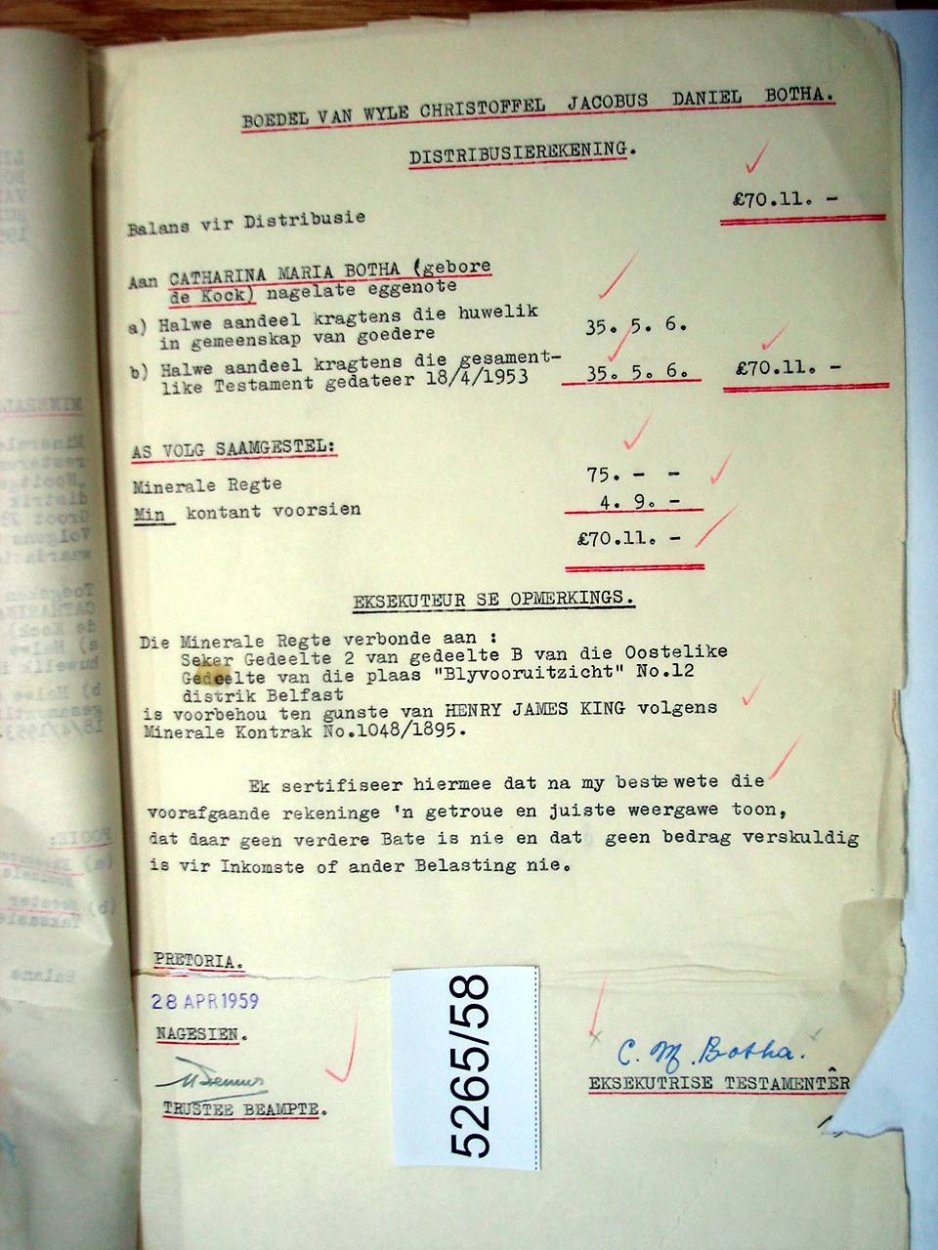 BOEDEL VAN WYLE CHRISTOFFEL JACOBUS DANIEL BOTHA.
DISTRIBUSIEREKENING.
Balans vir Distribusie £70.11. -
Aan CATHARINA MARIA BOTHA (gebore
de Kock) nagelate eggenote
a) Halwe aandeel kragtens die huwelik
in gemeenskap van goedere 35. 5. 6.
b) Halwe aandeel kragtens die gesament-
like Testament gedateer 18/4/1953 35. 5. 6. £70.11. -
AS VOLG SAAMGESTEL:
Minerale Regte 75. - -
Min kontant voorsien 4. 9. -
£70.11. -
EKSEKUTEUR SE OPMERKINGS.
Die Minerale Regte verbonde aan :
Seker Gedeelte 2 van gedeelte B van die Oostelike
Gedeelte van die plaas "Blyvooruitzicht" No.12
distrik Belfast
is voorbehou ten gunste van HENRY JAMES KING volgens
Minerale Kontrak No.1048/1895.
Ek sertifiseer hiermee dat na my beste wete die
voorafgaande rekeninge 'n getroue en juiste weergawe toon,
dat daar geen verdere Bate is nie en dat geen bedrag verskuldig
is vir Inkomste of ander Belasting nie.
PRETORIA.
28 APR 1959
NAGESIEN.
TRUSTEE BEAMPTE.
5265/58
C. M. Botha.
EKSEKUTRISE TESTAMENTÊR